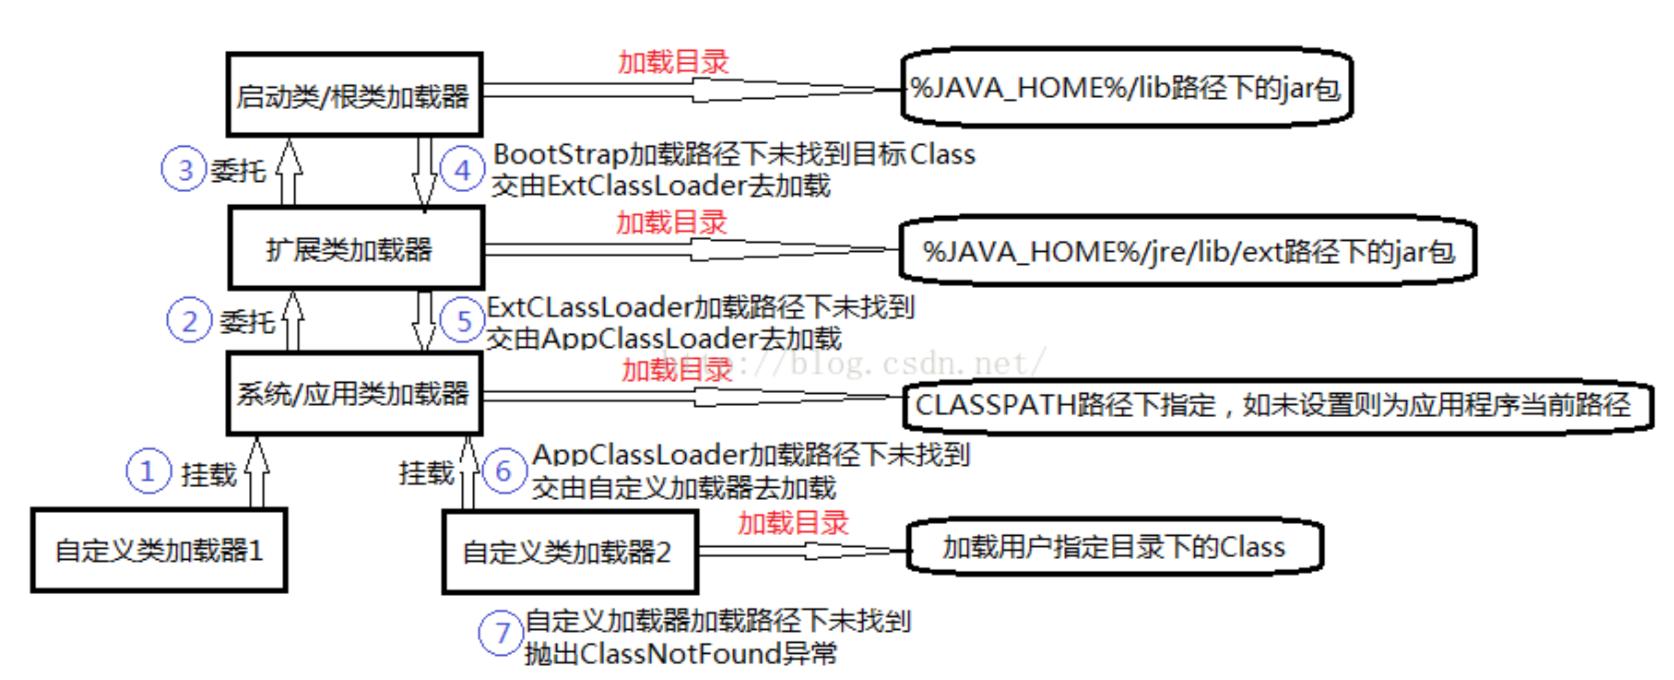 加载目录
启动类/根类加载器
%JAVA_HOME%/lib路径下的jar包
③ 委托
④ BootStrap加载路径下未找到目标Class
交由ExtClassLoader去加载
加载目录
扩展类加载器
%JAVA_HOME%/jre/lib/ext路径下的jar包
② 委托
⑤ ExtCLassLoader加载路径下未找到
交由AppClassLoader去加载
http://blog.csdn.net/
加载目录
系统/应用类加载器
CLASSPATH路径下指定，如未设置则为应用程序当前路径
① 挂载
挂载 ⑥ AppClassLoader加载路径下未找到
交由自定义加载器去加载
加载目录
自定义类加载器1
自定义类加载器2
加载用户指定目录下的Class
⑦ 自定义加载器加载路径下未找到
抛出ClassNotFound异常